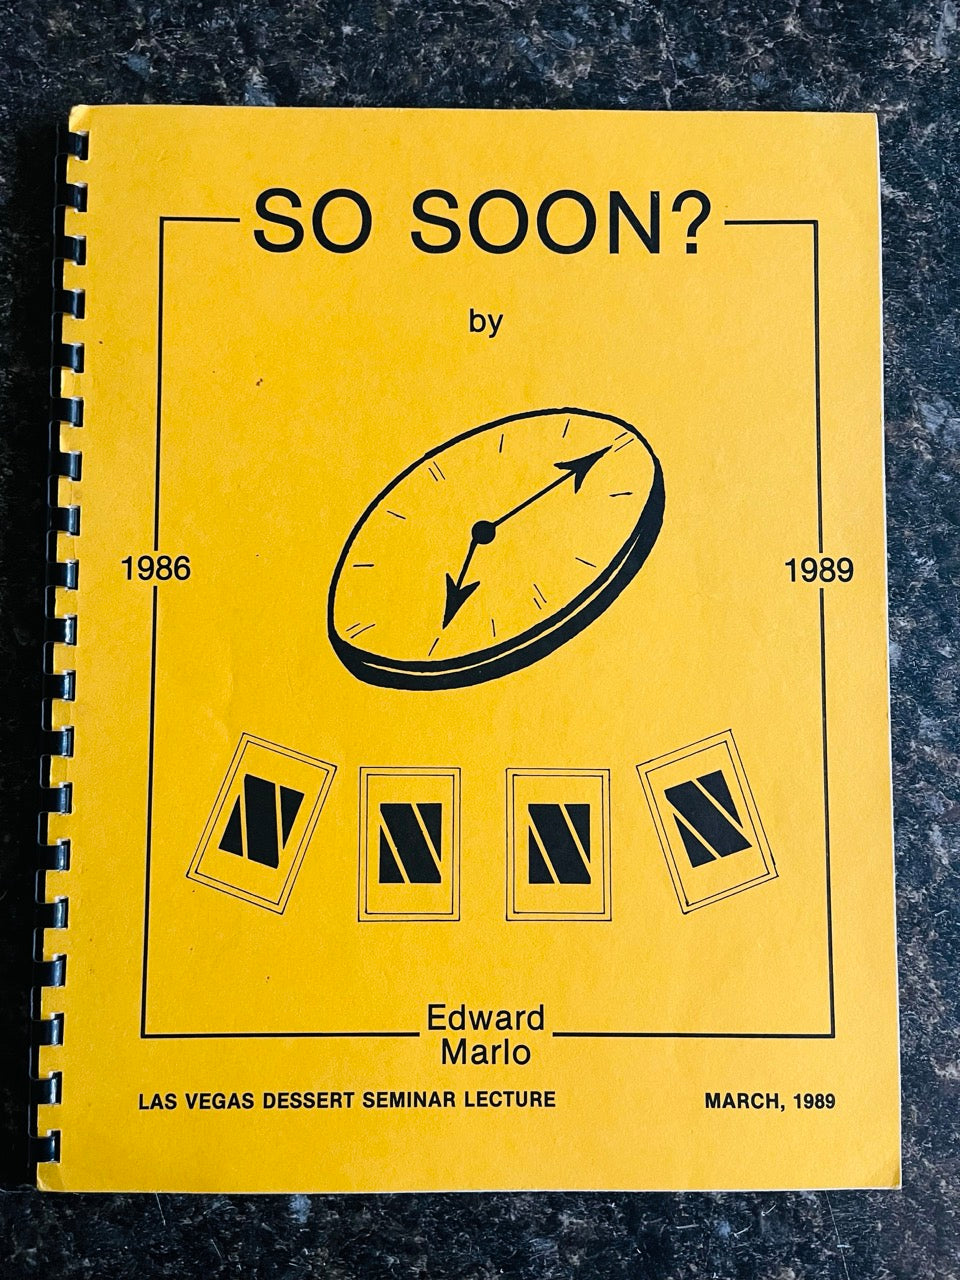 SO SOON?
by
1986
1989
Edward
Marlo
LAS VEGAS DESSERT SEMINAR LECTURE
MARCH, 1989